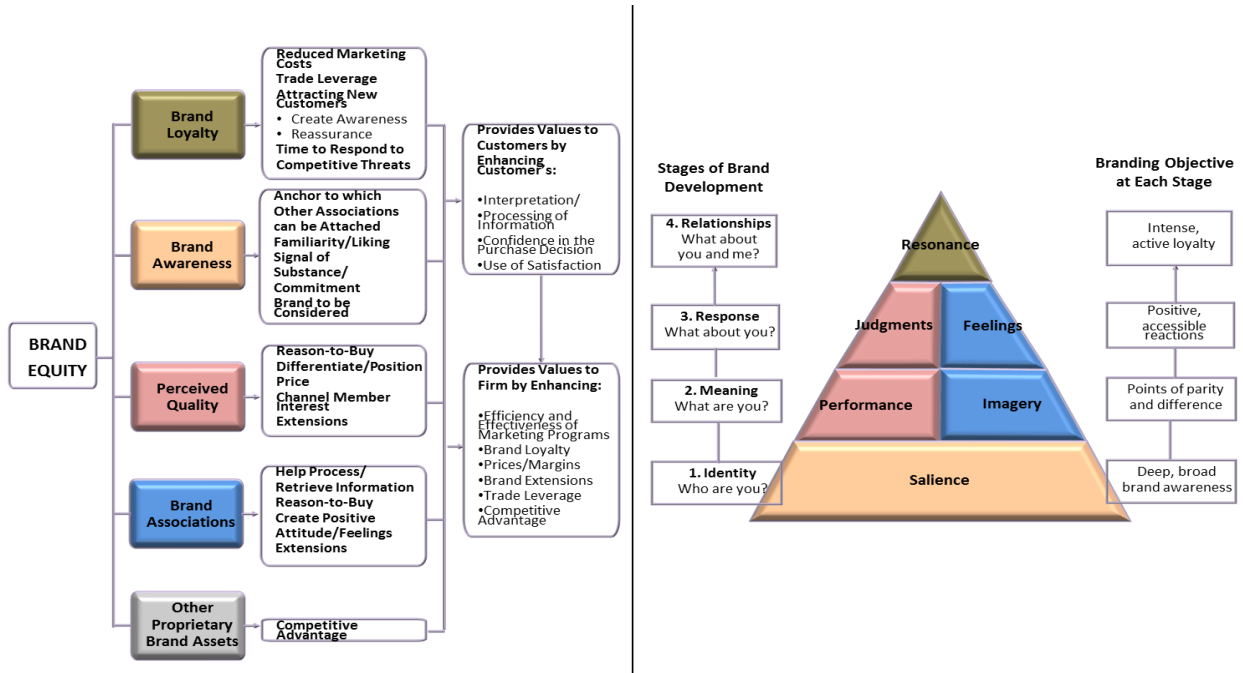 BRAND
EQUITY
Brand
Loyalty
Reduced Marketing
Costs
Trade Leverage
Attracting New
Customers
• Create Awareness
• Reassurance
Time to Respond to
Competitive Threats
Brand
Awareness
Anchor to which
Other Associations
can be Attached
Familiarity/Liking
Signal of
Substance/
Commitment
Brand to be
Considered
Perceived
Quality
Reason-to-Buy
Differentiate/Position
Price
Channel Member
Interest
Extensions
Brand
Associations
Help Process/
Retrieve Information
Reason-to-Buy
Create Positive
Attitude/Feelings
Extensions
Other
Proprietary
Brand Assets
Competitive
Advantage
Provides Values to
Customers by
Enhancing
Customer's:
•Interpretation/
•Processing of
Information
•Confidence in the
Purchase Decision
•Use of Satisfaction
Provides Values to
Firm by Enhancing:
•Efficiency and
Effectiveness of
Marketing Programs
•Brand Loyalty
•Prices/Margins
•Brand Extensions
•Trade Leverage
•Competitive
Advantage
Stages of Brand
Development
4. Relationships
What about
you and me?
3. Response
What about you?
2. Meaning
What are you?
1. Identity
Who are you?
Resonance
Judgments
Feelings
Performance
Imagery
Salience
Branding Objective
at Each Stage
Intense,
active loyalty
Positive,
accessible
reactions
Points of parity
and difference
Deep, broad
brand awareness